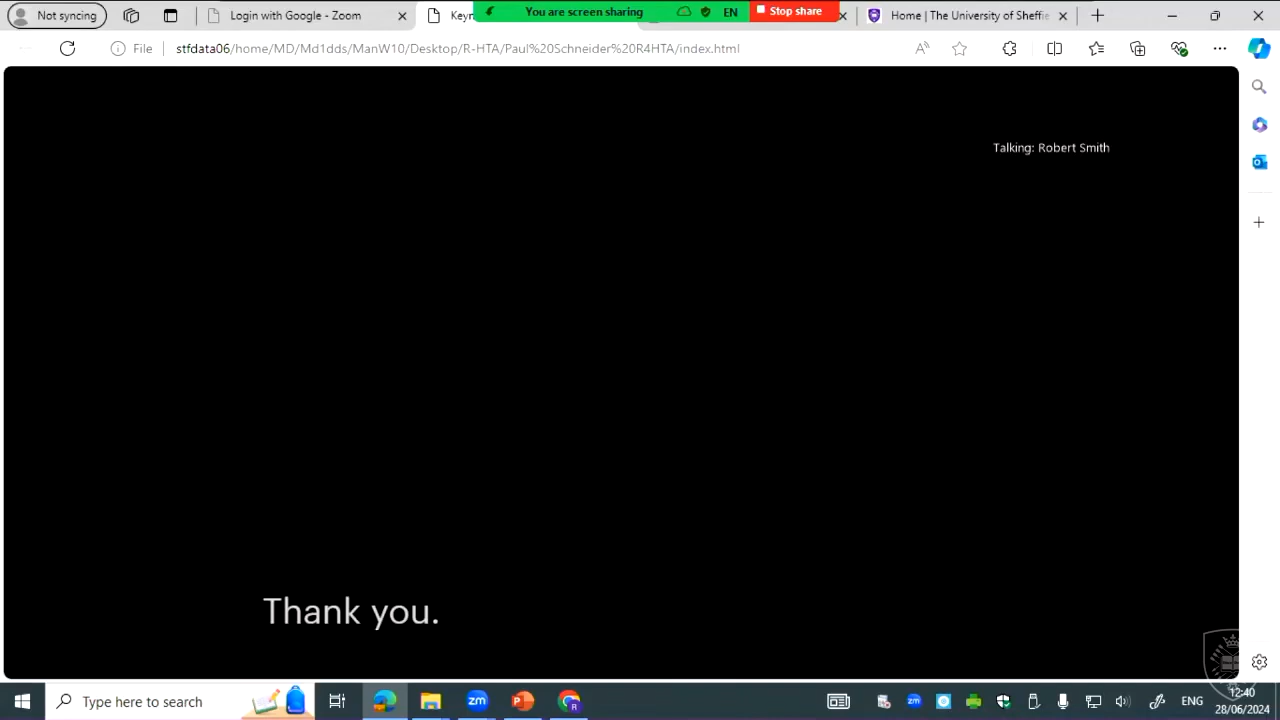 Not syncing
Login with Google - Zoom
Keyn
You are screen sharing
EN
Stop share
Home | The University of Sheffie
File
stfdata06/home/MD/Md1dds/ManW10/Desktop/R-HTA/Paul%20Schneider%20R4HTA/index.html
Talking: Robert Smith
Thank you.
Type here to search
zm
zm
ENG
12:40
28/06/2024